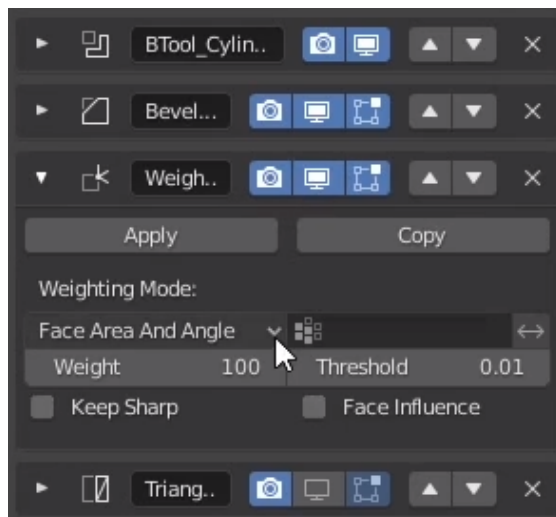 BTool_Cylin..
Bevel...
Weigh..
Apply Copy
Weighting Mode:
Face Area And Angle
Weight 100 Threshold 0.01
Keep Sharp Face Influence
Triang..